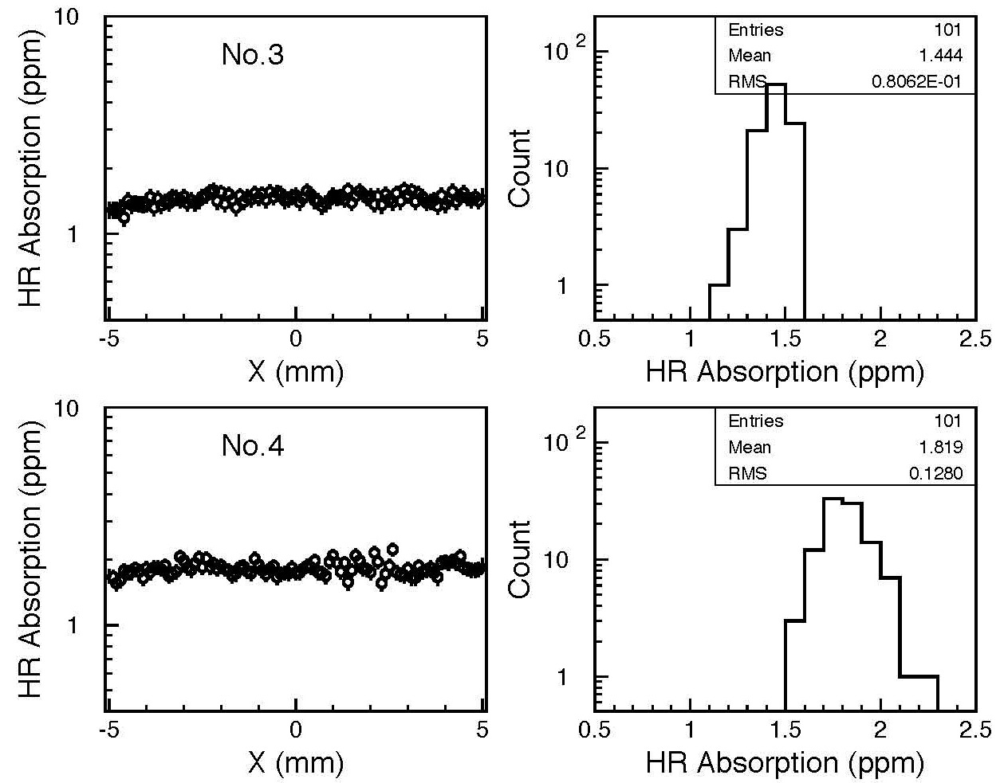 10
HR Absorption (ppm)
No.3
1
-5 0 5
X (mm)
10 2
Entries 101
Mean 1.444
RMS 0.8062E-01
Count
10
1
0.5 1 1.5 2 2.5
HR Absorption (ppm)
10
HR Absorption (ppm)
No.4
1
-5 0 5
X (mm)
10 2
Entries 101
Mean 1.819
RMS 0.1280
Count
10
1
0.5 1 1.5 2 2.5
HR Absorption (ppm)